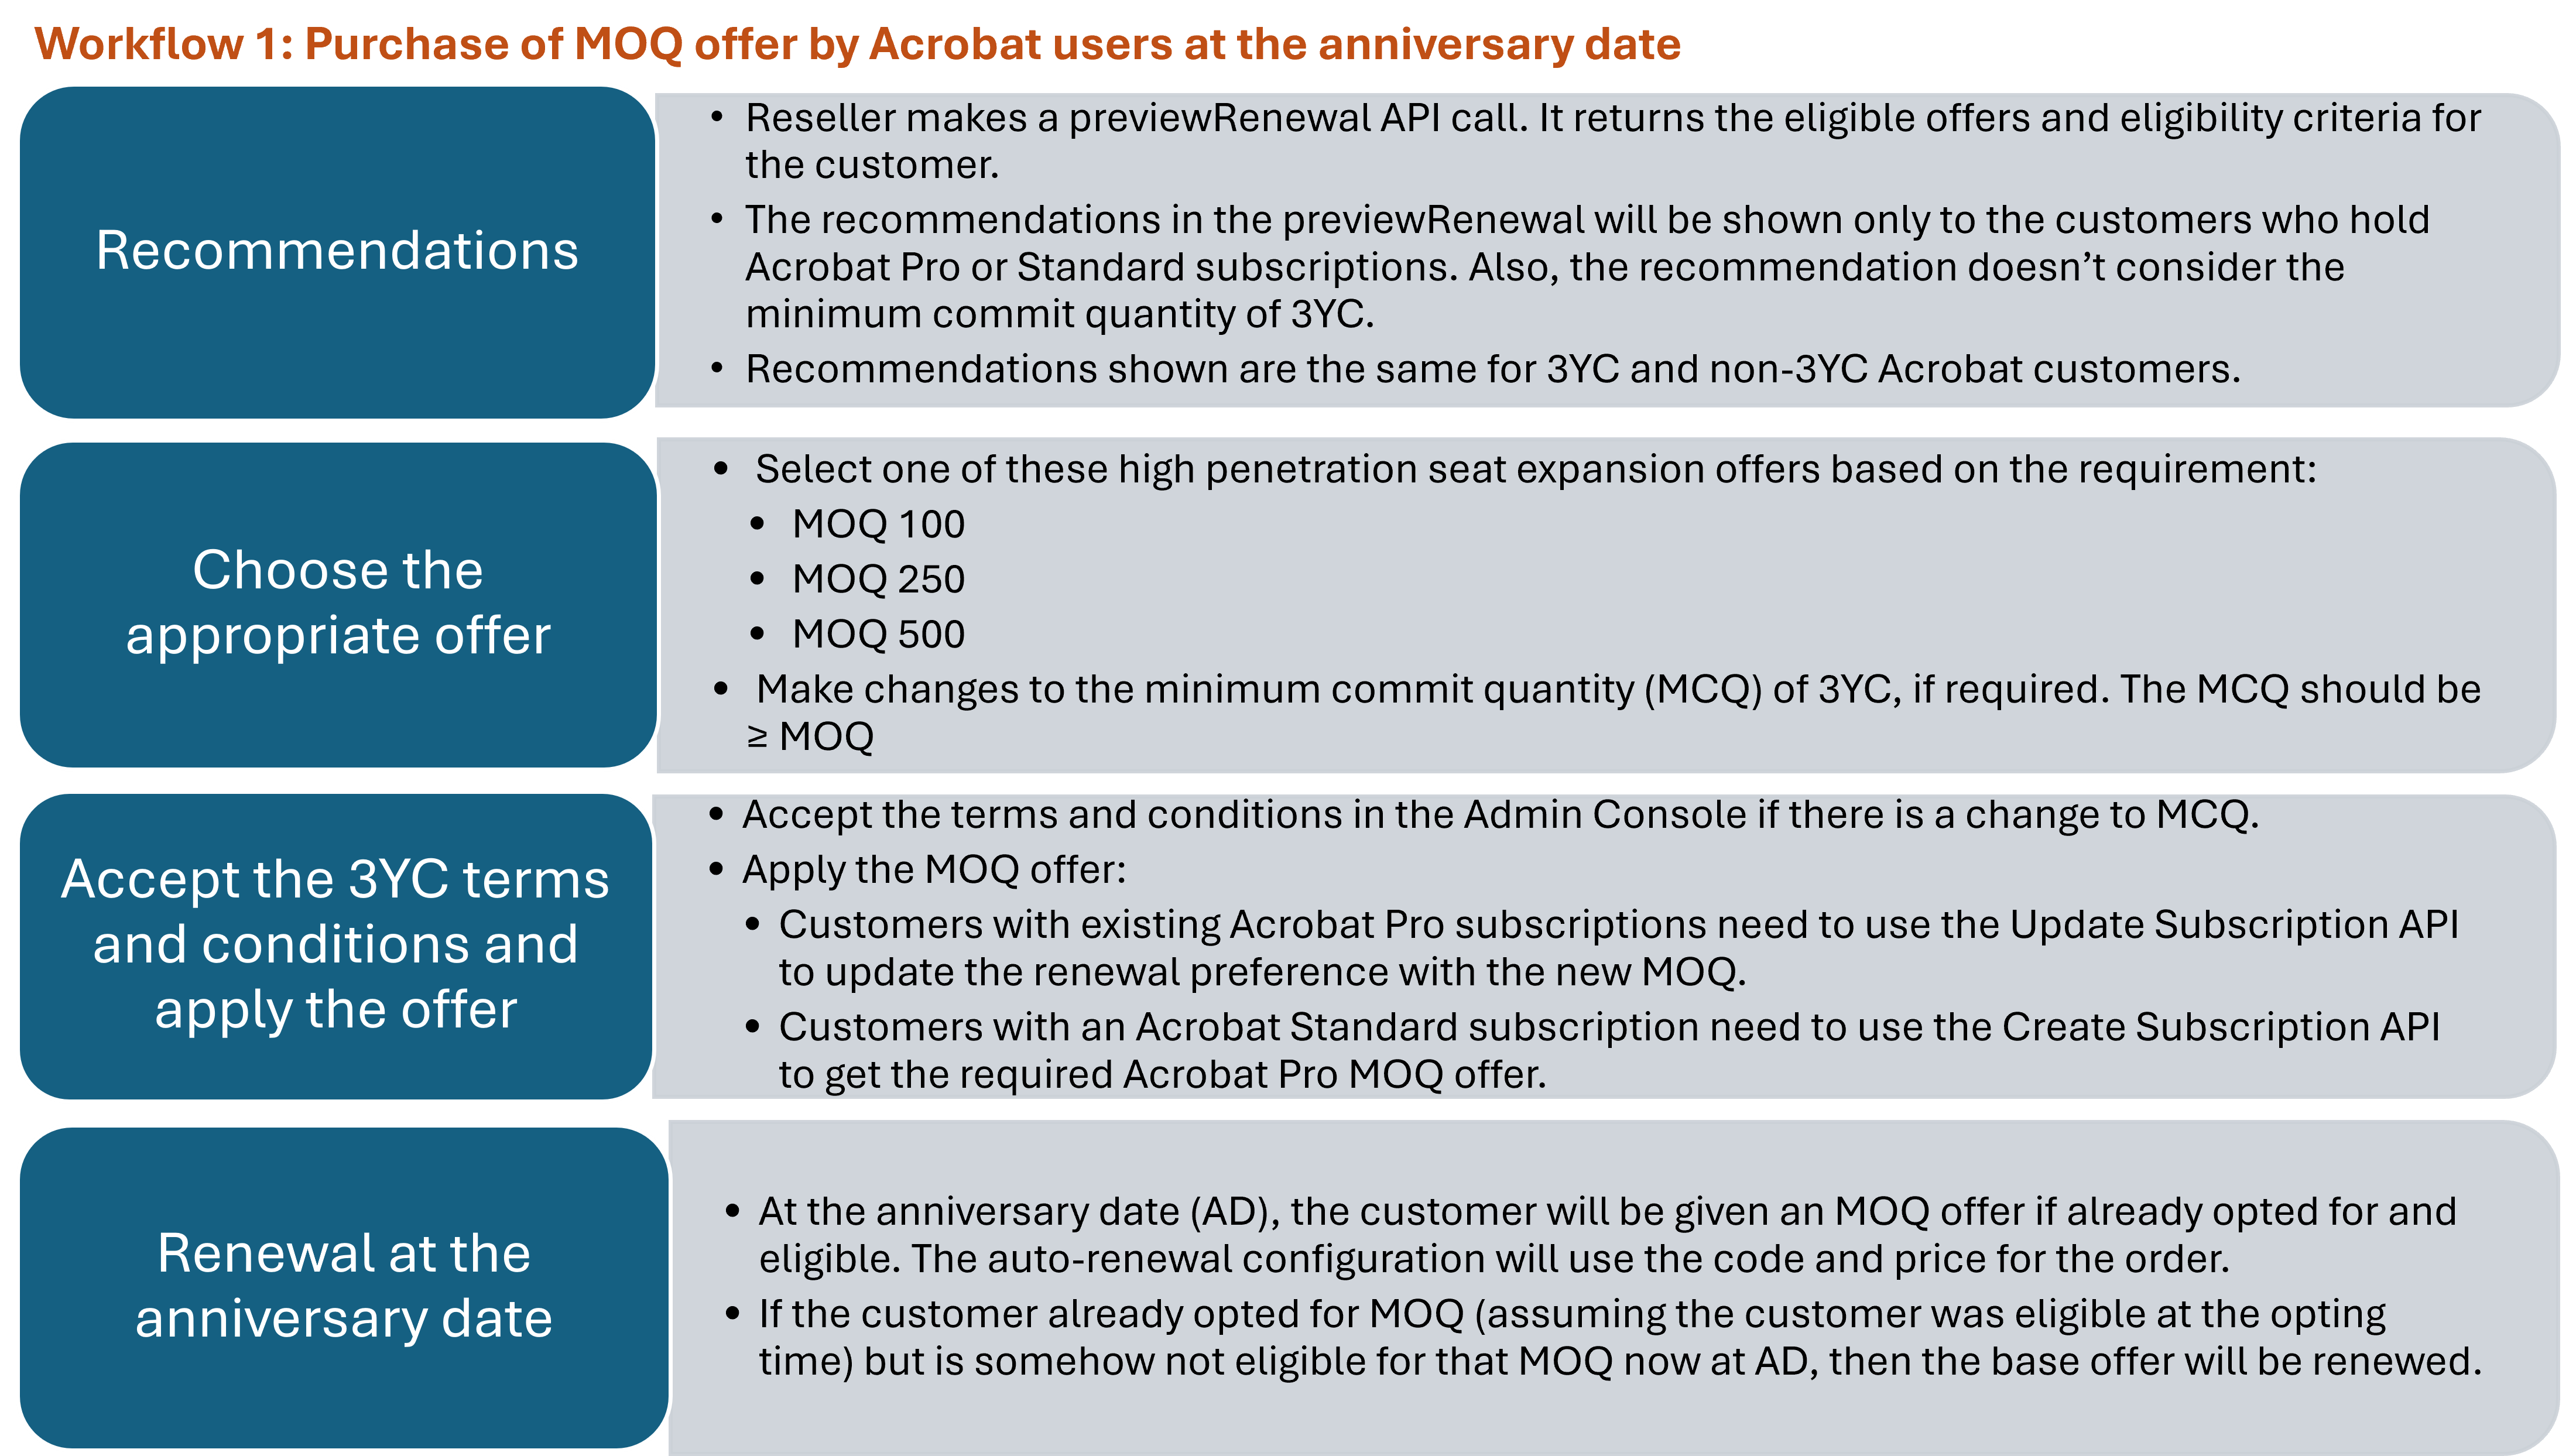 Workflow 1: Purchase of MOQ offer by Acrobat users at the anniversary date
Recommendations
• Reseller makes a previewRenewal API call. It returns the eligible offers and eligibility criteria for
the customer.
• The recommendations in the previewRenewal will be shown only to the customers who hold
Acrobat Pro or Standard subscriptions. Also, the recommendation doesn’t consider the
minimum commit quantity of 3YC.
• Recommendations shown are the same for 3YC and non-3YC Acrobat customers.
Choose the
appropriate offer
• Select one of these high penetration seat expansion offers based on the requirement:
• MOQ 100
• MOQ 250
• MOQ 500
• Make changes to the minimum commit quantity (MCQ) of 3YC, if required. The MCQ should be
≥ MOQ
Accept the 3YC terms
and conditions and
apply the offer
• Accept the terms and conditions in the Admin Console if there is a change to MCQ.
• Apply the MOQ offer:
• Customers with existing Acrobat Pro subscriptions need to use the Update Subscription API
to update the renewal preference with the new MOQ.
• Customers with an Acrobat Standard subscription need to use the Create Subscription API
to get the required Acrobat Pro MOQ offer.
Renewal at the
anniversary date
• At the anniversary date (AD), the customer will be given an MOQ offer if already opted for and
eligible. The auto-renewal configuration will use the code and price for the order.
• If the customer already opted for MOQ (assuming the customer was eligible at the opting
time) but is somehow not eligible for that MOQ now at AD, then the base offer will be renewed.